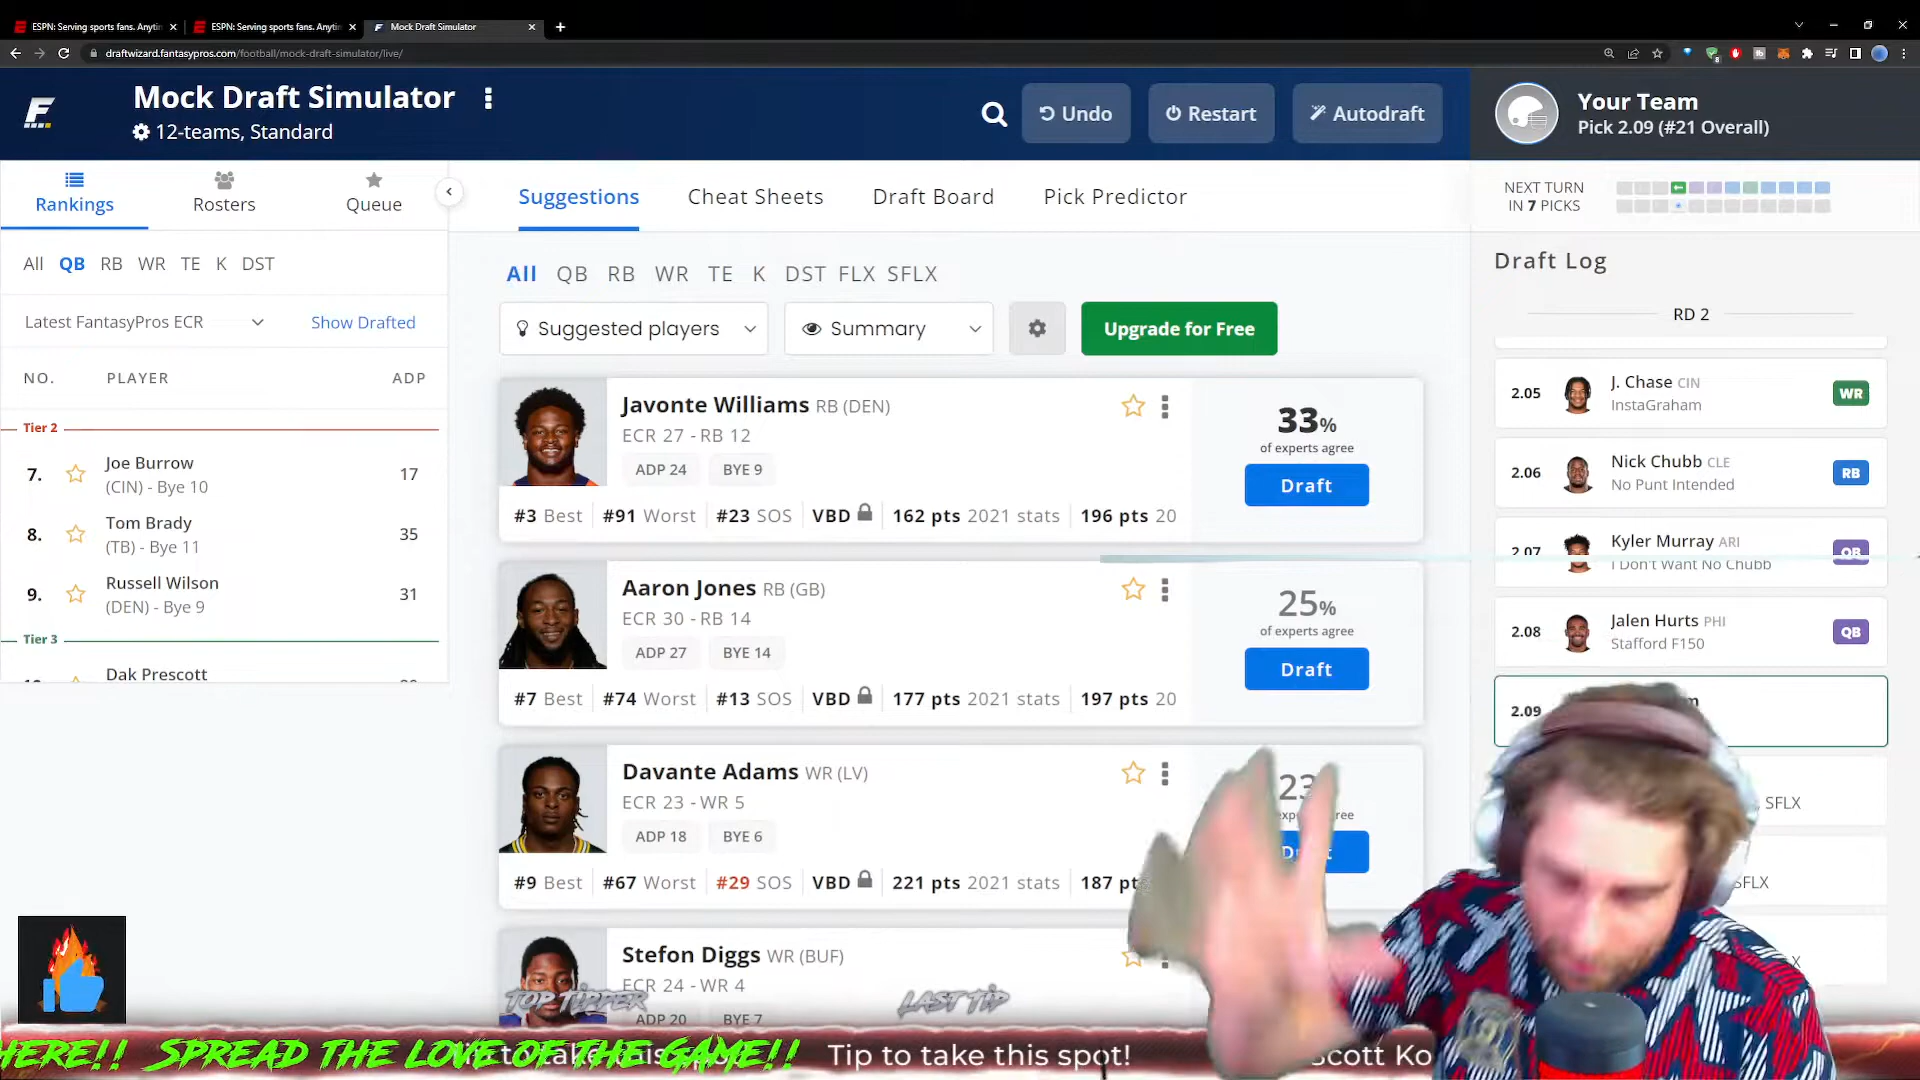 ESPN: Serving sports fans. Anytin
ESPN: Serving sports fans. Anytin
Mock Draft Simulator
draftwizard.fantasypros.com/football/mock-draft-simulator/live/
Mock Draft Simulator
12-teams, Standard
Undo
Restart
Autodraft
Your Team
Pick 2.09 (#21 Overall)
Rankings
Rosters
Queue
Suggestions
Cheat Sheets
Draft Board
Pick Predictor
NEXT TURN
IN 7 PICKS
All QB RB WR TE K DST
Latest FantasyPros ECR
Show Drafted
NO. PLAYER ADP
Tier 2
7. Joe Burrow 17
(CIN) - Bye 10
8. Tom Brady 35
(TB) - Bye 11
9. Russell Wilson 31
(DEN) - Bye 9
Tier 3
Dak Prescott
All QB RB WR TE K DST FLX SFLX
Suggested players
Summary
Upgrade for Free
Javonte Williams RB (DEN)
ECR 27 - RB 12
ADP 24 BYE 9
#3 Best #91 Worst #23 SOS VBD 162 pts 2021 stats 196 pts 20
33%
of experts agree
Draft
Aaron Jones RB (GB)
ECR 30 - RB 14
ADP 27 BYE 14
#7 Best #74 Worst #13 SOS VBD 177 pts 2021 stats 197 pts 20
25%
of experts agree
Draft
Davante Adams WR (LV)
ECR 23 - WR 5
ADP 18 BYE 6
#9 Best #67 Worst #29 SOS VBD 221 pts 2021 stats 187
23
Stefon Diggs WR (BUF)
ECR 24 - WR 4
ADP 20 BYE 7
Draft Log
RD 2
2.05 J. Chase CIN WR
InstaGraham
2.06 Nick Chubb CLE RB
No Punt Intended
2.07 Kyler Murray ARI QB
I Don't Want No Chubb
2.08 Jalen Hurts PHI QB
Stafford F150
2.09
SFLX
SFLX
TOP TIPPER
LAST TIP
HERE!! SPREAD THE LOVE OF THE GAME!!
Tip to take this spot!
Scott Ko